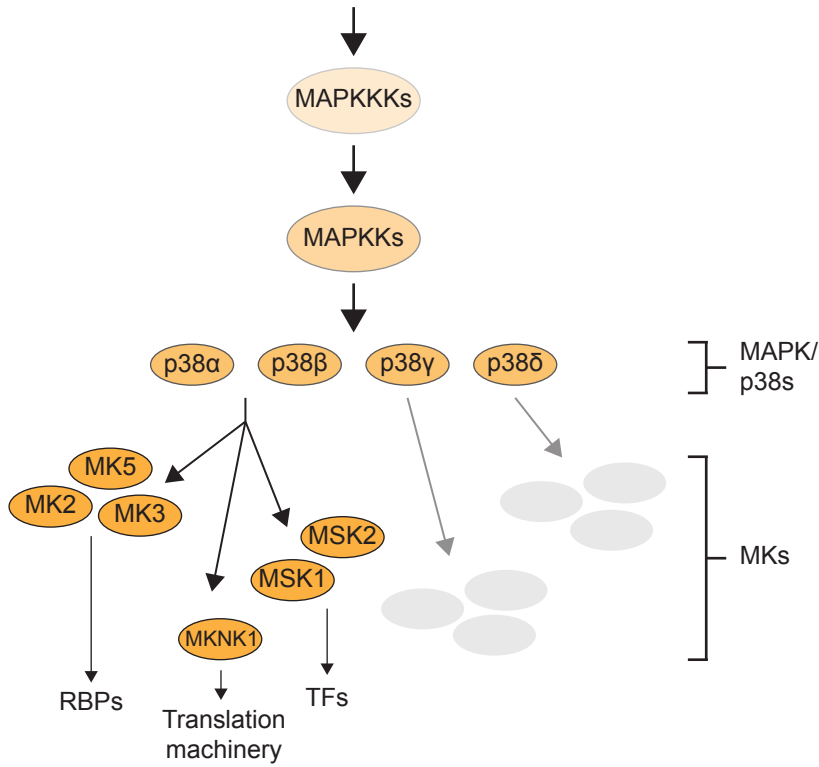 MAPKKKs
MAPKKs
p38α
p38β
p38γ
p38δ
MAPK/
p38s
MK5
MK2
MK3
MSK2
MSK1
MKNK1
MKs
RBPs
TFs
Translation
machinery